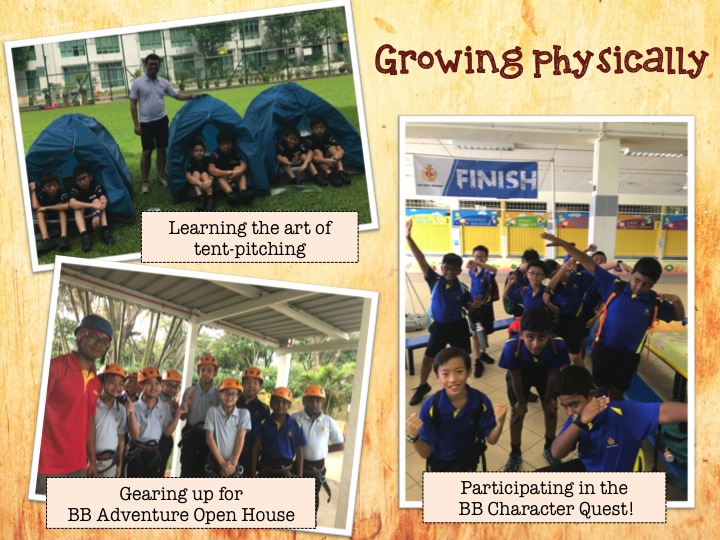 Growing physically
Learning the art of
tent-pitching
FINISH
Gearing up for
BB Adventure Open House
Participating in the
BB Character Quest!